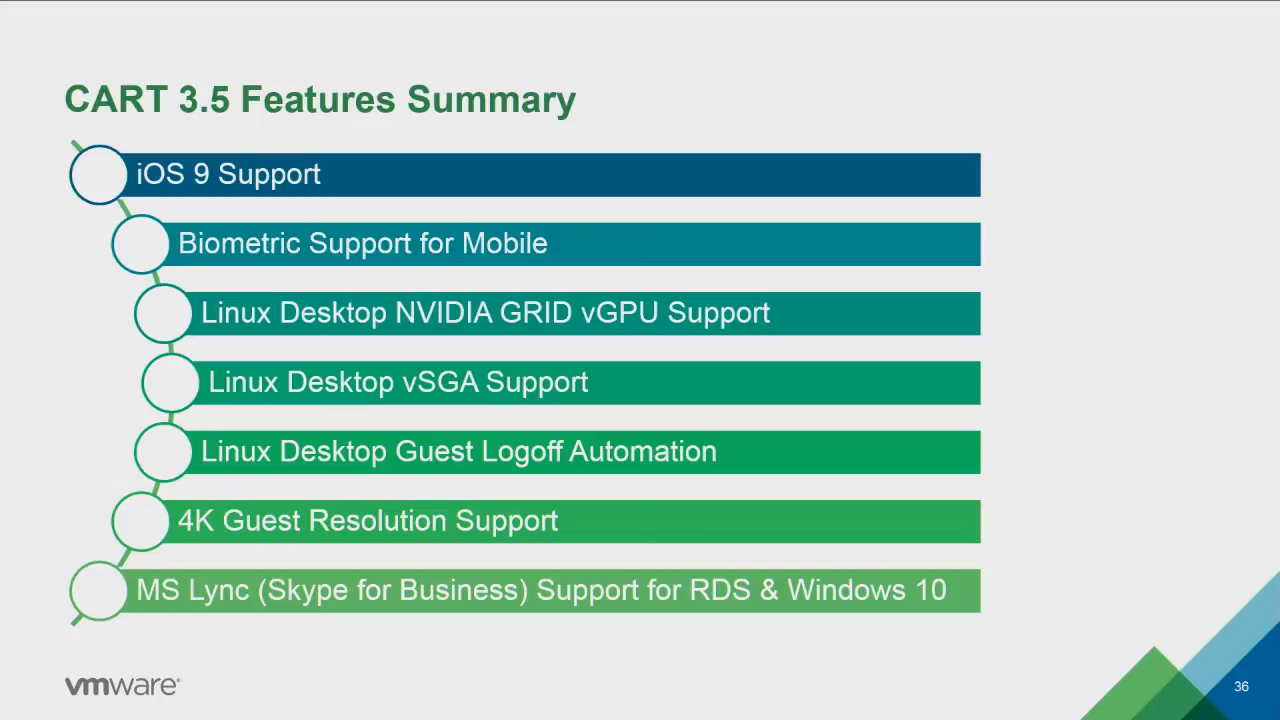 CART 3.5 Features Summary
iOS 9 Support
Biometric Support for Mobile
Linux Desktop NVIDIA GRID vGPU Support
Linux Desktop vSGA Support
Linux Desktop Guest Logoff Automation
4K Guest Resolution Support
MS Lync (Skype for Business) Support for RDS & Windows 10
vmware
36